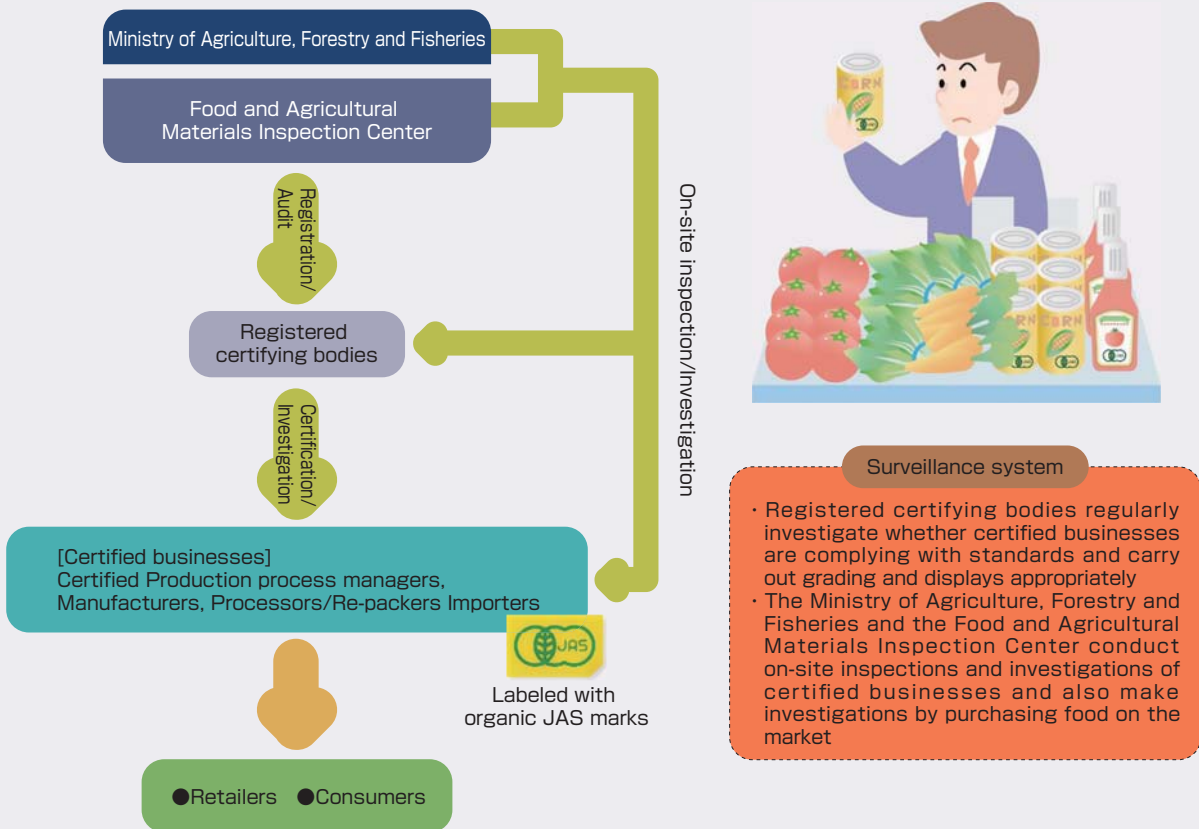 Ministry of Agriculture, Forestry and Fisheries
Food and Agricultural
Materials Inspection Center
Registration/
Audit
On-site inspection/Investigation
Registered
certifying bodies
Certification/
Investigation
[Certified businesses]
Certified Production process managers,
Manufacturers, Processors/Re-packers Importers
JAS
Labeled with
organic JAS marks
●Retailers ●Consumers
CORN
CORN
CORN
Surveillance system
・Registered certifying bodies regularly
investigate whether certified businesses
are complying with standards and carry
out grading and displays appropriately
・The Ministry of Agriculture, Forestry and
Fisheries and the Food and Agricultural
Materials Inspection Center conduct
on-site inspections and investigations of
certified businesses and also make
investigations by purchasing food on the
market